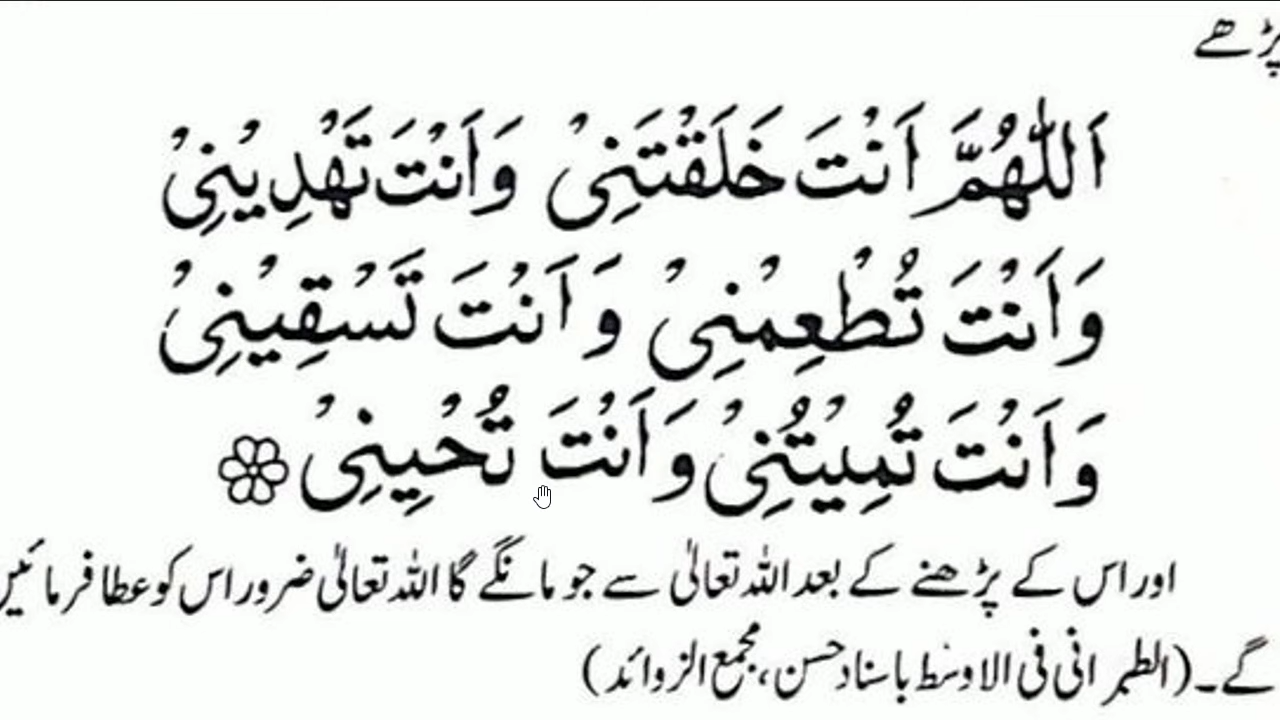 پڑھے
اَللّٰهُمَّ اَنْتَ خَلَقْتَنِىْ وَاَنْتَ تَهْدِيْنِىْ
وَاَنْتَ تُطْعِمْنِىْ وَاَنْتَ تَسْقِيْنِىْ
وَاَنْتَ تُمِيْتُنِىْ وَاَنْتَ تُحْيِنِىْ
اور اس کے پڑھنے کے بعد اللہ تعالیٰ سے جو مانگے گا اللہ تعالیٰ ضرور اس کو عطا فرمائیں
گے۔ (الطبرانی فی الاوسط باسناد حسن، مجمع الزوائد)